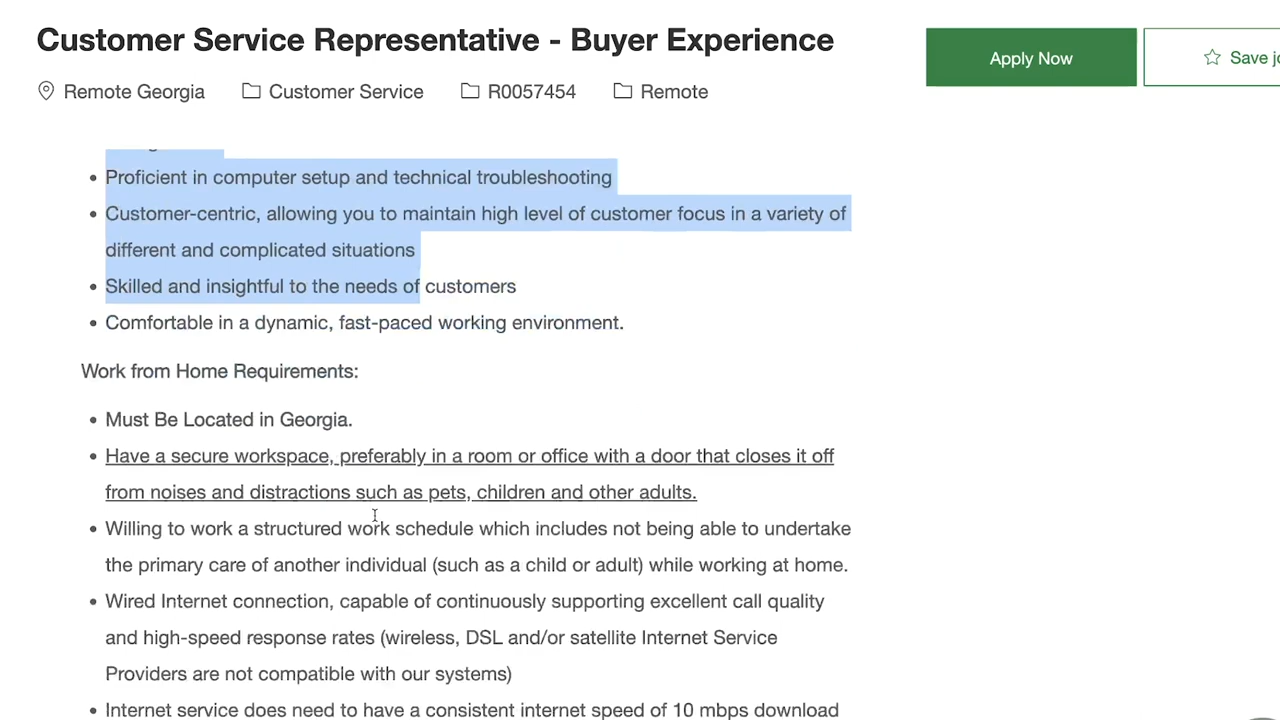 Customer Service Representative - Buyer Experience
Apply Now
Save
Remote Georgia
Customer Service
R0057454
Remote
Proficient in computer setup and technical troubleshooting
Customer-centric, allowing you to maintain high level of customer focus in a variety of
different and complicated situations
Skilled and insightful to the needs of customers
Comfortable in a dynamic, fast-paced working environment.
Work from Home Requirements:
Must Be Located in Georgia.
Have a secure workspace, preferably in a room or office with a door that closes it off
from noises and distractions such as pets, children and other adults.
Willing to work a structured work schedule which includes not being able to undertake
the primary care of another individual (such as a child or adult) while working at home.
Wired Internet connection, capable of continuously supporting excellent call quality
and high-speed response rates (wireless, DSL and/or satellite Internet Service
Providers are not compatible with our systems)
Internet service does need to have a consistent internet speed of 10 mbps download